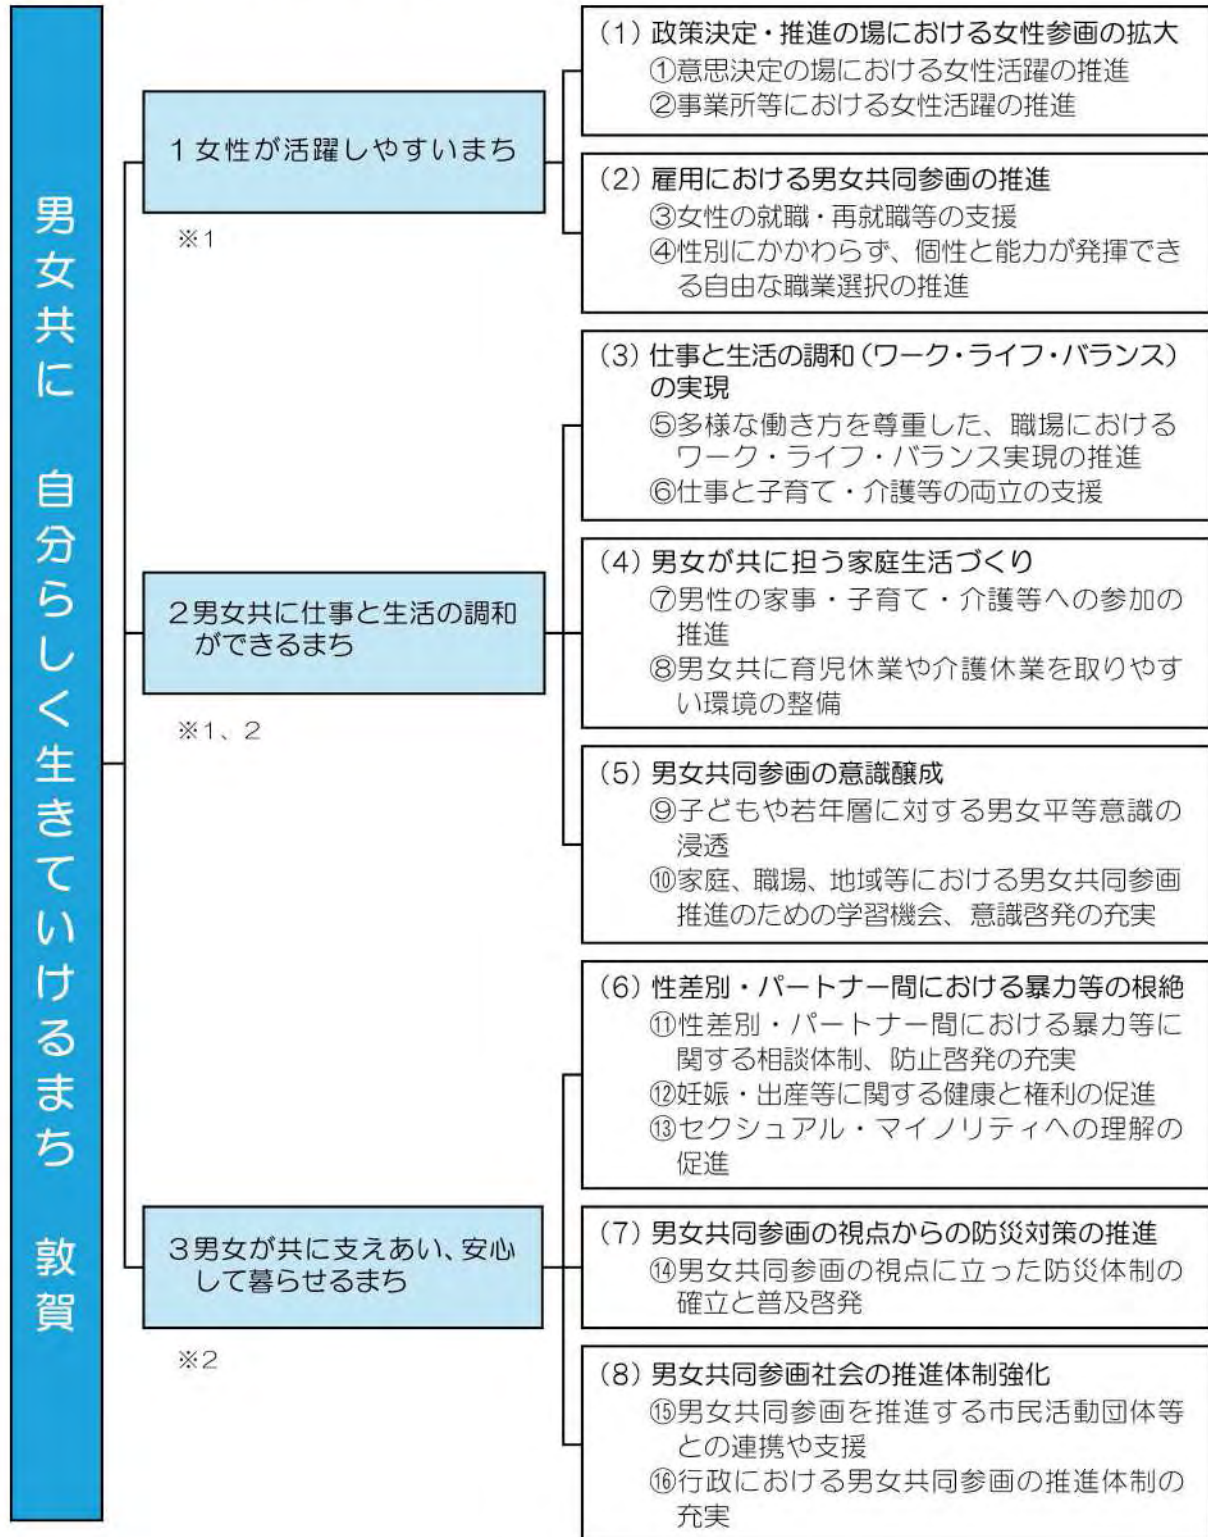 男女共に 自分らしく生きていけるまち 敦賀
1女性が活躍しやすいまち
※1
(1)政策決定・推進の場における女性参画の拡大
①意思決定の場における女性活躍の推進
②事業所等における女性活躍の推進
(2)雇用における男女共同参画の推進
③女性の就職・再就職等の支援
④性別にかかわらず、個性と能力が発揮でき
る自由な職業選択の推進
2男女共に仕事と生活の調和
ができるまち
※1、2
(3)仕事と生活の調和(ワーク・ライフ・バランス)
の実現
⑤多様な働き方を尊重した、職場における
ワーク・ライフ・バランス実現の推進
⑥仕事と子育て・介護等の両立の支援
(4)男女が共に担う家庭生活づくり
⑦男性の家事・子育て・介護等への参加の
推進
⑧男女共に育児休業や介護休業を取りやす
い環境の整備
(5)男女共同参画の意識醸成
⑨子どもや若年層に対する男女平等意識の
浸透
⑩家庭、職場、地域等における男女共同参画
推進のための学習機会、意識啓発の充実
3男女が共に支えあい、安心
して暮らせるまち
※2
(6)性差別・パートナー間における暴力等の根絶
⑪性差別・パートナー間における暴力等に
関する相談体制、防止啓発の充実
⑫妊娠・出産等に関する健康と権利の促進
⑬セクシュアル・マイノリティへの理解の
促進
(7)男女共同参画の視点からの防災対策の推進
⑭男女共同参画の視点に立った防災体制の
確立と普及啓発
(8)男女共同参画社会の推進体制強化
⑮男女共同参画を推進する市民活動団体等
との連携や支援
⑯行政における男女共同参画の推進体制の
充実